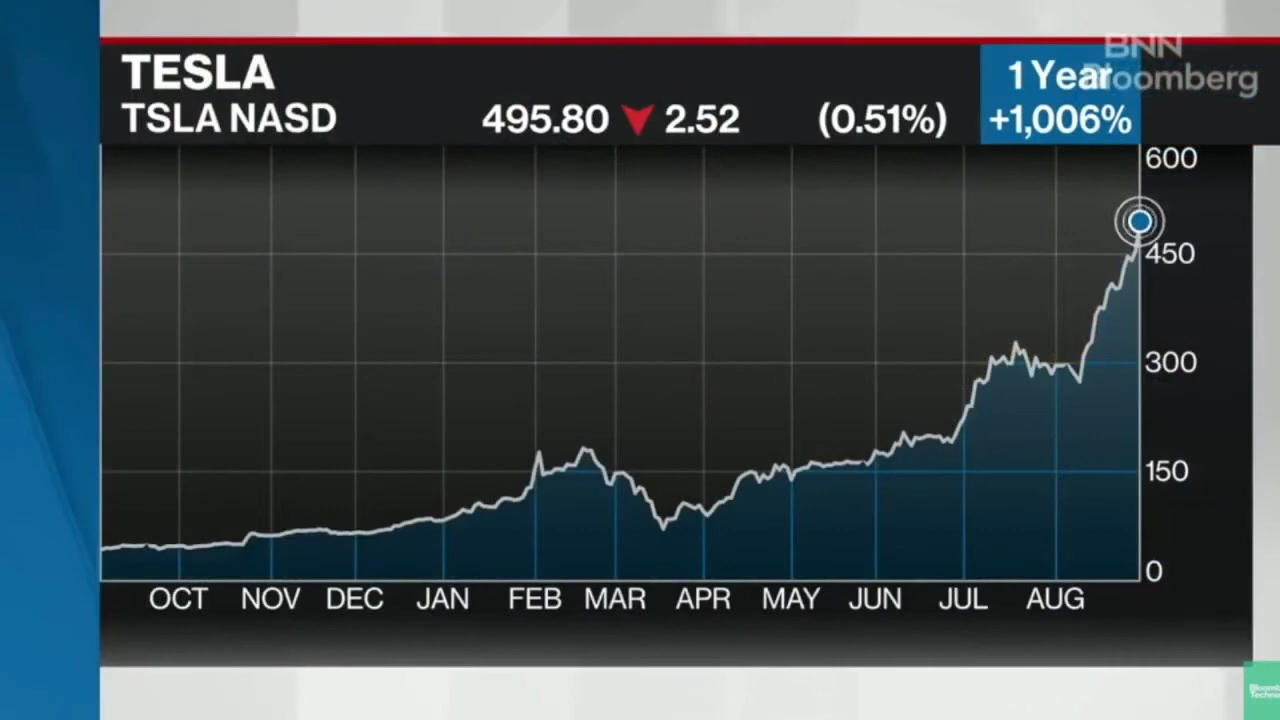 BNN
Bloomberg
TESLA
TSLA NASD
495.80 ▼ 2.52 (0.51%)
1 Year
+1,006%
600
450
300
150
0
OCT NOV DEC JAN FEB MAR APR MAY JUN JUL AUG